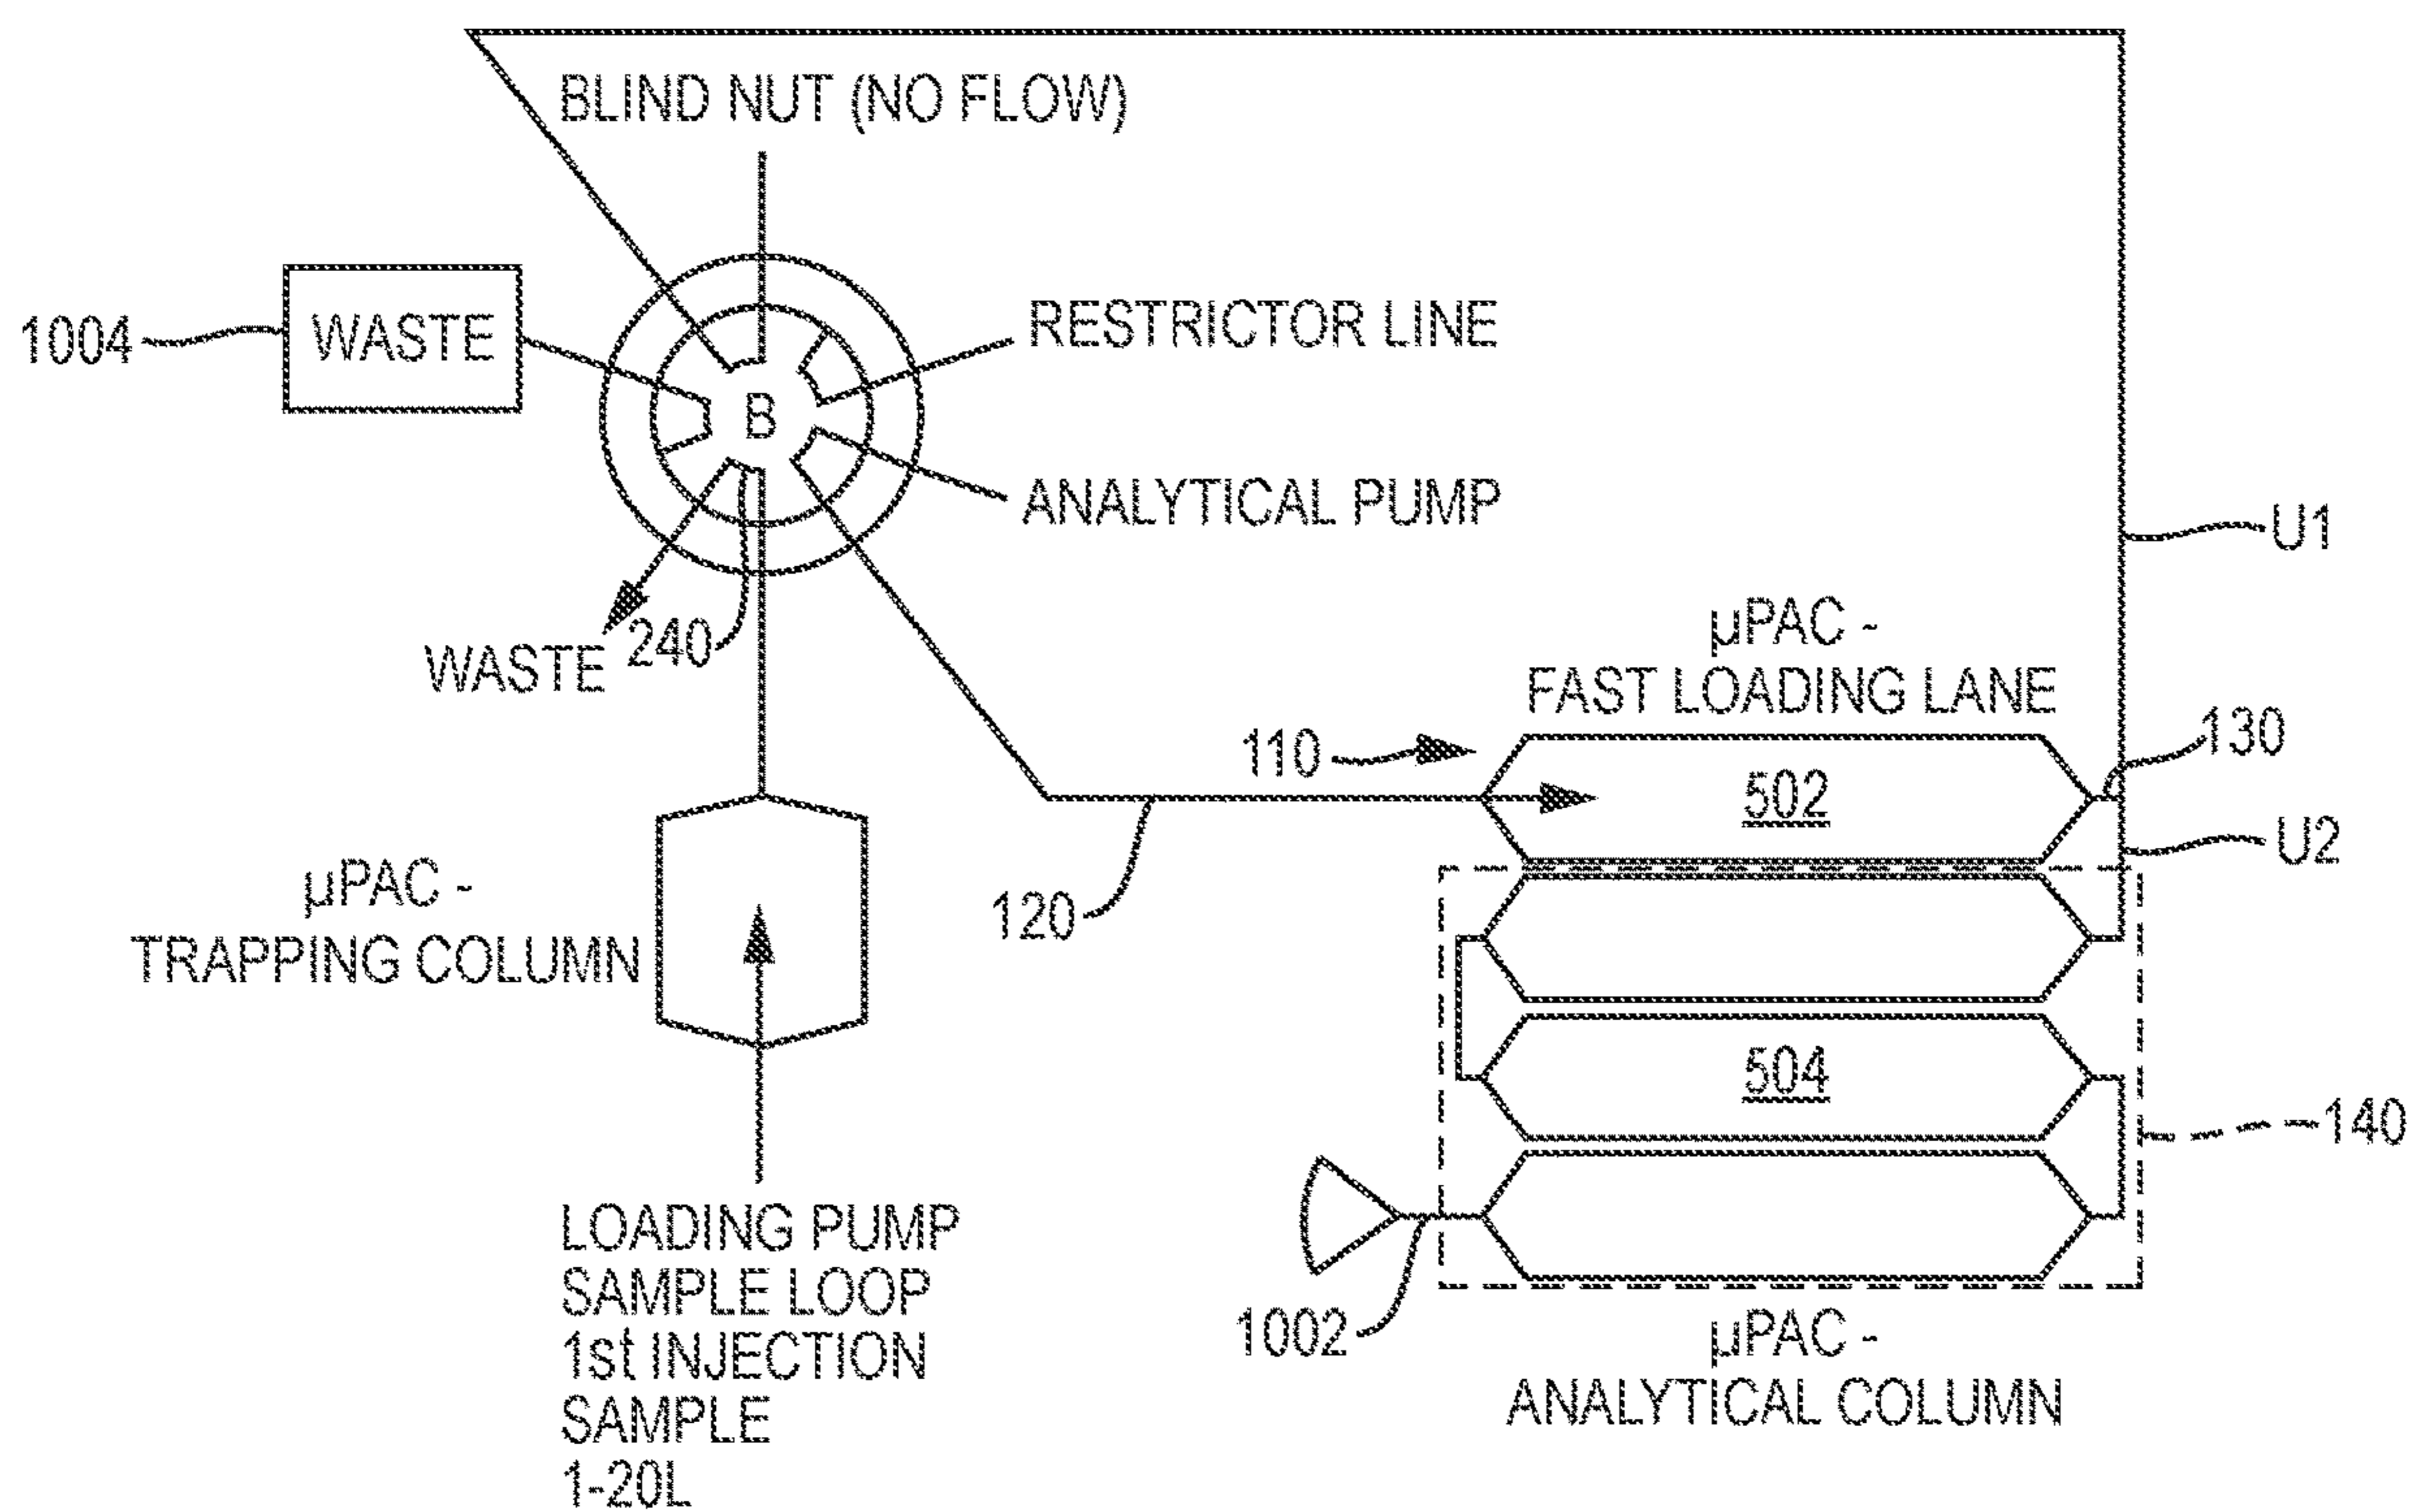 BLIND NUT (NO FLOW)
1004
WASTE
RESTRICTOR LINE
B
ANALYTICAL PUMP
U1
WASTE
240
µPAC -
FAST LOADING LANE
110
130
502
U2
120
µPAC -
TRAPPING COLUMN
504
140
1002
LOADING PUMP
SAMPLE LOOP
1st INJECTION
SAMPLE
1-20L
µPAC -
ANALYTICAL COLUMN